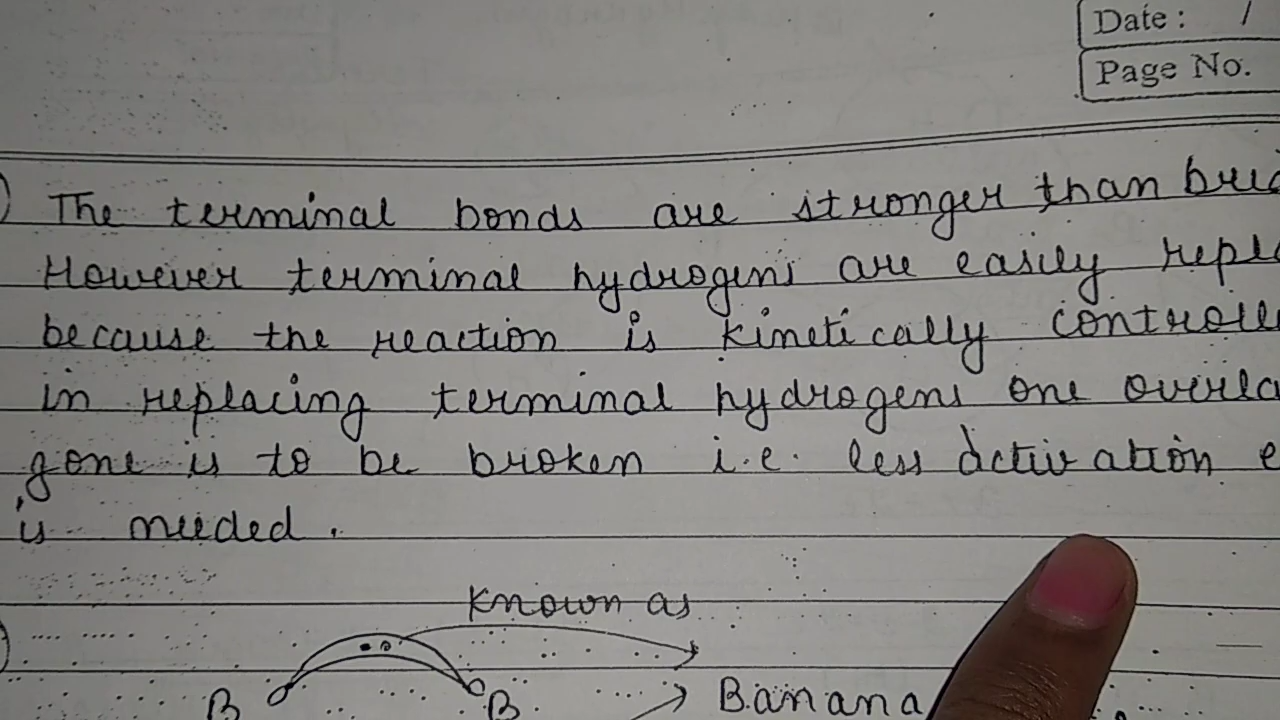 Date : /
Page No.
) The terminal bonds are stronger than
However terminal hydrogens are easily
because the reaction is kinetically
in replacing terminal hydrogens one
gone is to be broken i.e. less activation
is needed.
Known as
B B
Banana